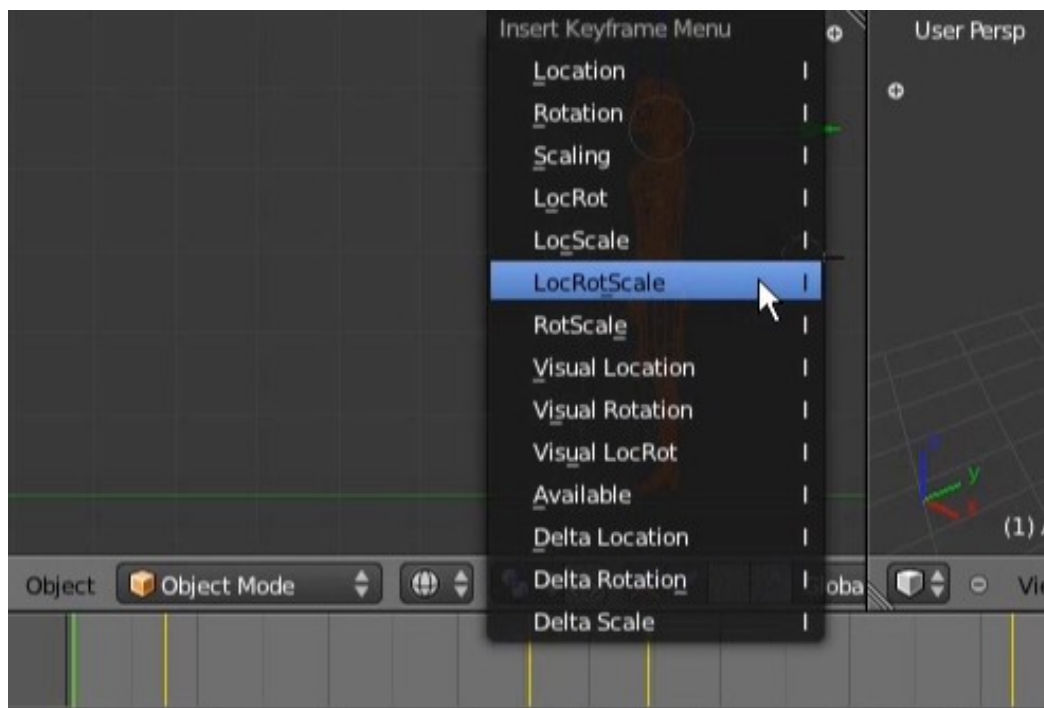 Insert Keyframe Menu
Location I
Rotation I
Scaling I
LocRot I
LocScale I
LocRotScale I
RotScale I
Visual Location I
Visual Rotation I
Visual LocRot I
Available I
Delta Location I
Delta Rotation I
Delta Scale I
User Persp
y
x
(1)
Object Object Mode